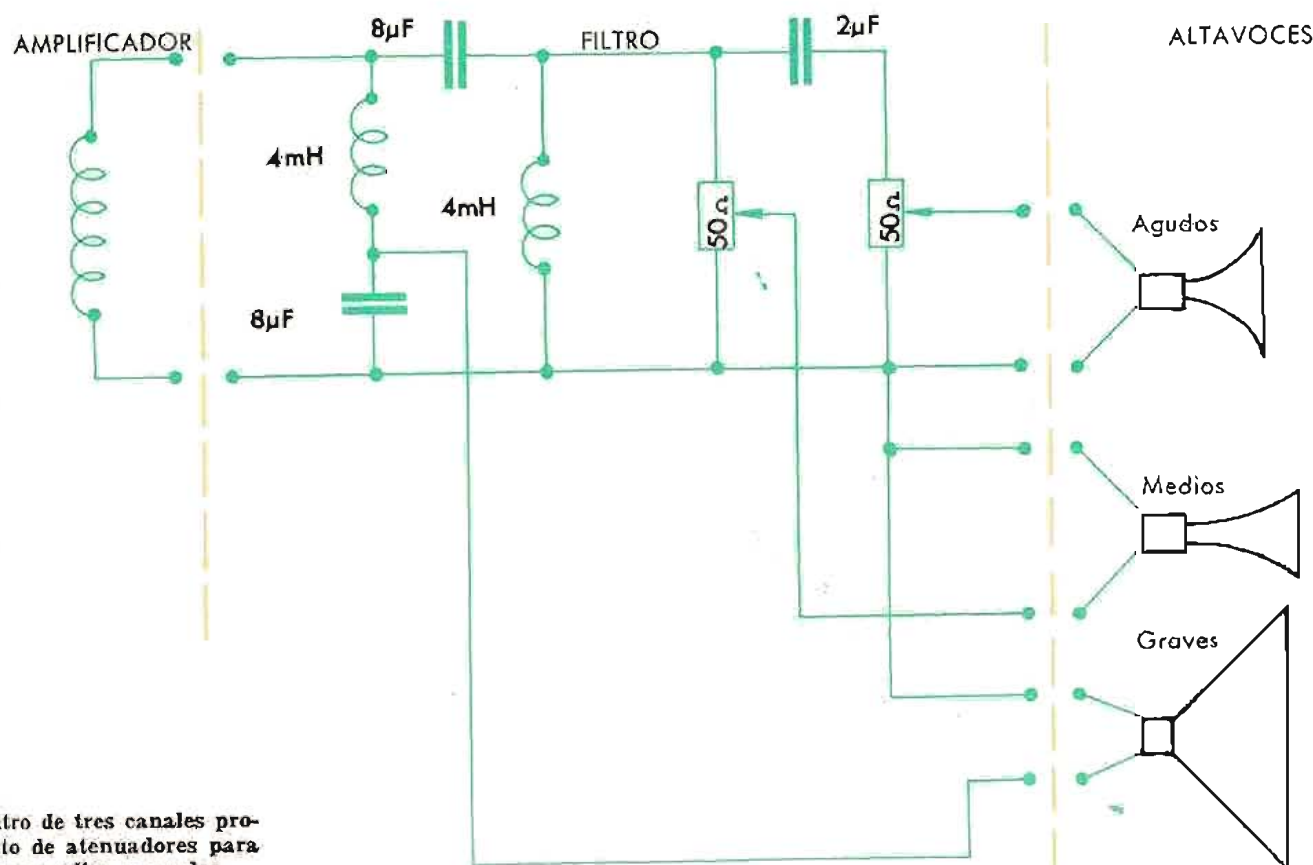 AMPLIFICADOR
8µF
FILTRO
2µF
ALTAVOCES
4mH
4mH
50Ω
50Ω
Agudos
8µF
Medios
Graves
tro de tres canales pro-
io de atenuadores para